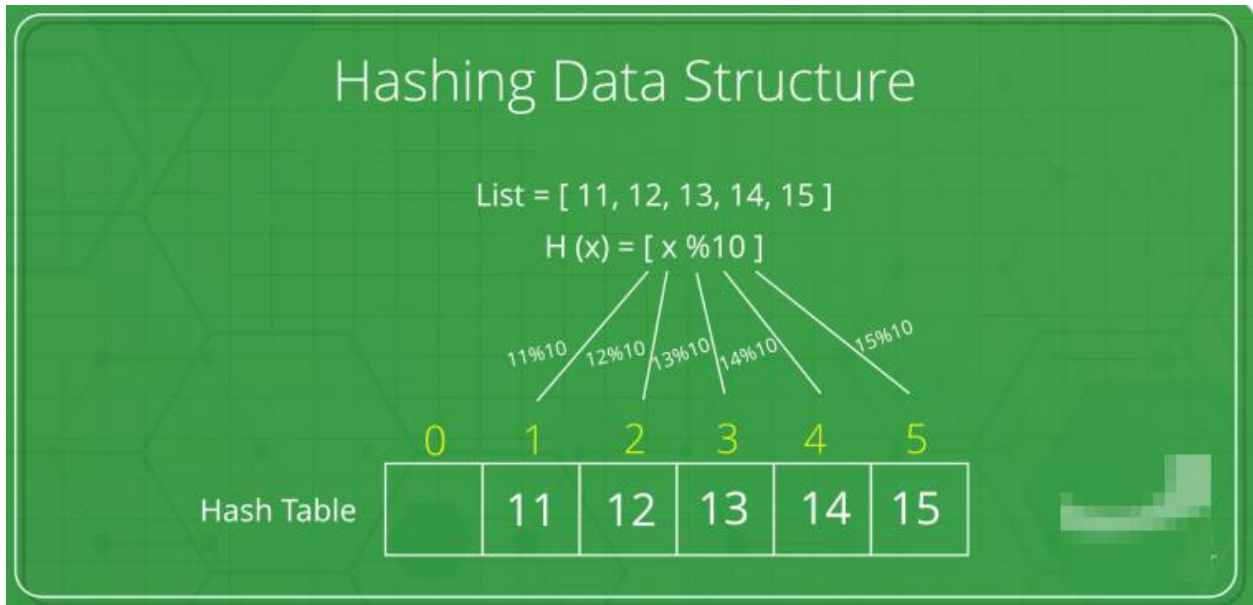 Hashing Data Structure
List = [ 11, 12, 13, 14, 15 ]
H (x) = [ x %10 ]
11%10 12%10 13%10 14%10 15%10
0 1 2 3 4 5
Hash Table 11 12 13 14 15